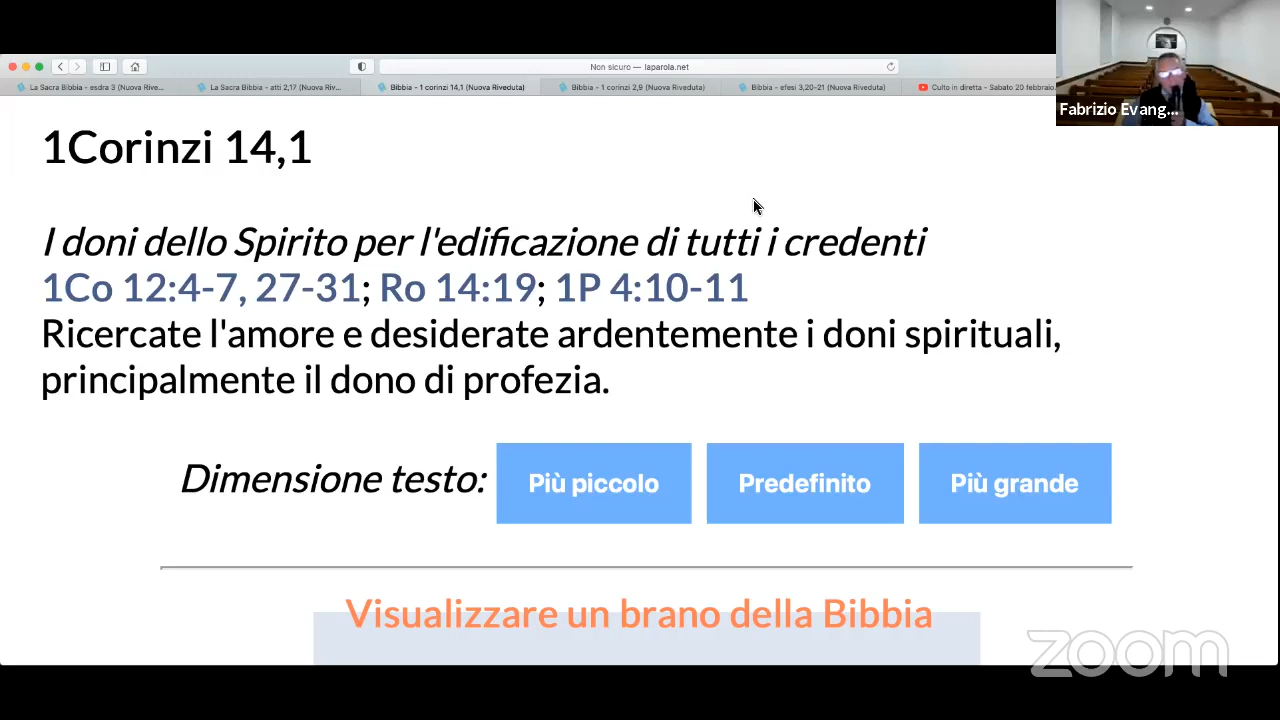 Non sicuro — laparola.net
La Sacra Bibbia - esdra 3 (Nuova Rive...
La Sacra Bibbia - atti 2,17 (Nuova Riv...
Bibbia - 1 corinzi 14,1 (Nuova Riveduta)
Bibbia - 1 corinzi 2,9 (Nuova Riveduta)
Bibbia - efesi 3,20-21 (Nuova Riveduta)
Culto in diretta - Sabato 20 febbraio...
Fabrizio Evang...
1Corinzi 14,1
I doni dello Spirito per l'edificazione di tutti i credenti
1Co 12:4-7, 27-31; Ro 14:19; 1P 4:10-11
Ricercate l'amore e desiderate ardentemente i doni spirituali,
principalmente il dono di profezia.
Dimensione testo: Più piccolo Predefinito Più grande
Visualizzare un brano della Bibbia
zoom